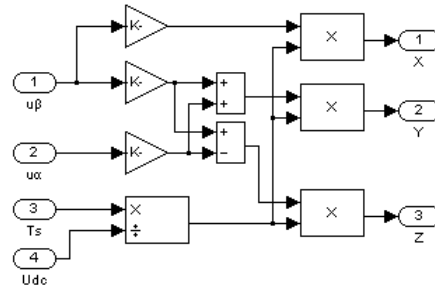 K-
1
X
X
1
uβ
K-
+
+
X
2
Y
2
uα
K-
+
−
3
Ts
X
÷
X
3
Z
4
Udc